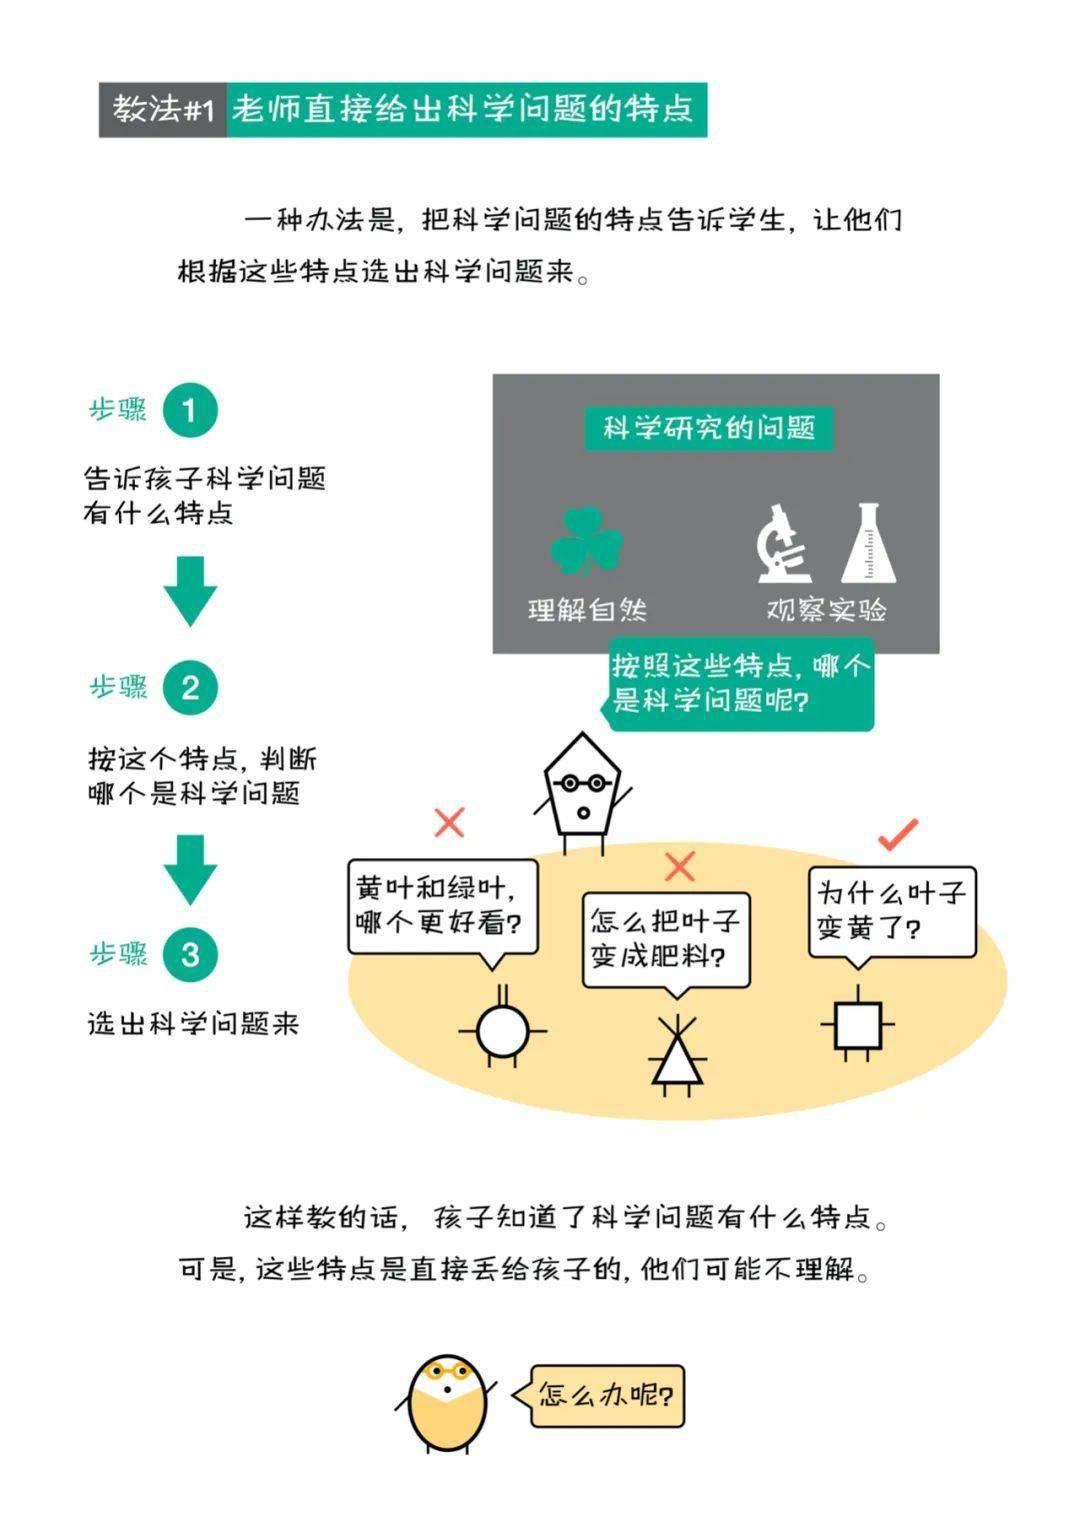 教法#1 老师直接给出科学问题的特点
一种办法是，把科学问题的特点告诉学生，让他们
根据这些特点选出科学问题来。
步骤 1
告诉孩子科学问题
有什么特点
步骤 2
按这个特点，判断
哪个是科学问题
步骤 3
选出科学问题来
科学研究的问题
理解自然
观察实验
按照这些特点，哪个
是科学问题呢？
黄叶和绿叶，
哪个更好看？
怎么把叶子
变成肥料？
为什么叶子
变黄了？
这样教的话， 孩子知道了科学问题有什么特点。
可是，这些特点是直接丢给孩子的，他们可能不理解。
怎么办呢？